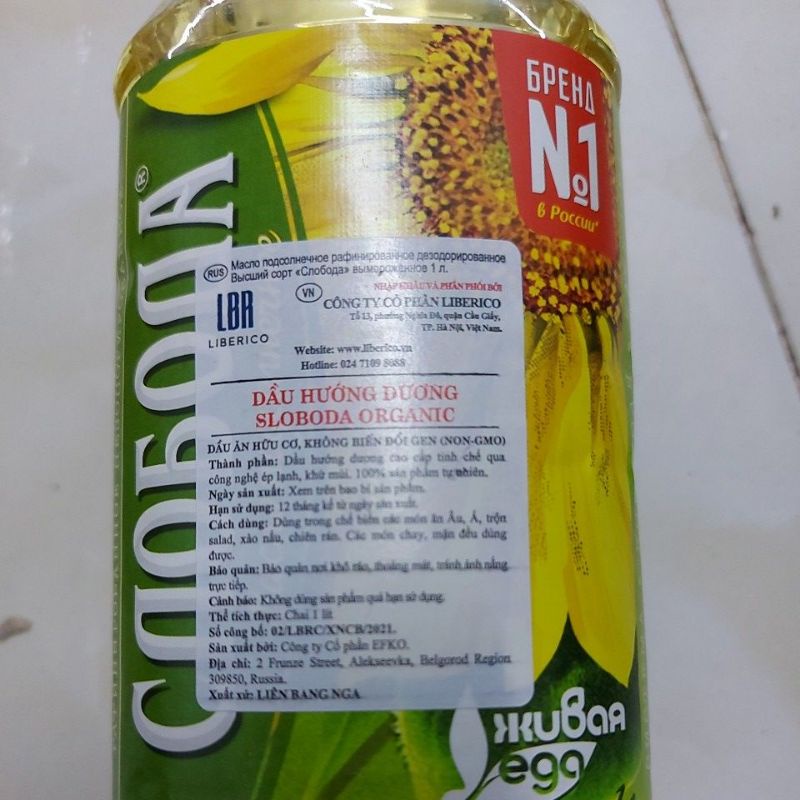 БРЕНД
№1
в России*
СЛОБОДА®
RUS Масло подсолнечное рафинированное дезодорированное
Высший сорт «Слобода» вымороженное 1 л.
LBR
LIBERICO
VN
NHẬP KHẨU VÀ PHÂN PHỐI BỞI
CÔNG TY CỔ PHẦN LIBERICO
Tổ 13, phường Nghĩa Đô, quận Cầu Giấy,
TP. Hà Nội, Việt Nam.
Website: www.liberico.vn
Hotline: 024 7109 8088
DẦU HƯỚNG DƯƠNG
SLOBODA ORGANIC
DẦU ĂN HỮU CƠ, KHÔNG BIẾN ĐỔI GEN (NON-GMO)
Thành phần: Dầu hướng dương cao cấp tinh chế qua
công nghệ ép lạnh, khử mùi. 100% sản phẩm tự nhiên.
Ngày sản xuất: Xem trên bao bì sản phẩm.
Hạn sử dụng: 12 tháng kể từ ngày sản xuất.
Cách dùng: Dùng trong chế biến các món ăn Âu, Á, trộn
salad, xào nấu, chiên rán. Các món chay, mặn đều dùng
được.
Bảo quản: Bảo quản nơi khô ráo, thoáng mát, tránh ánh nắng
trực tiếp.
Cảnh báo: Không dùng sản phẩm quá hạn sử dụng.
Thể tích thực: Chai 1 lít
Số công bố: 02/LBRC/XNCB/2021.
Sản xuất bởi: Công ty Cổ phần EFKO.
Địa chỉ: 2 Frunze Street, Alekseevka, Belgorod Region
309850, Russia.
Xuất xứ: LIÊN BANG NGA
живая
еда